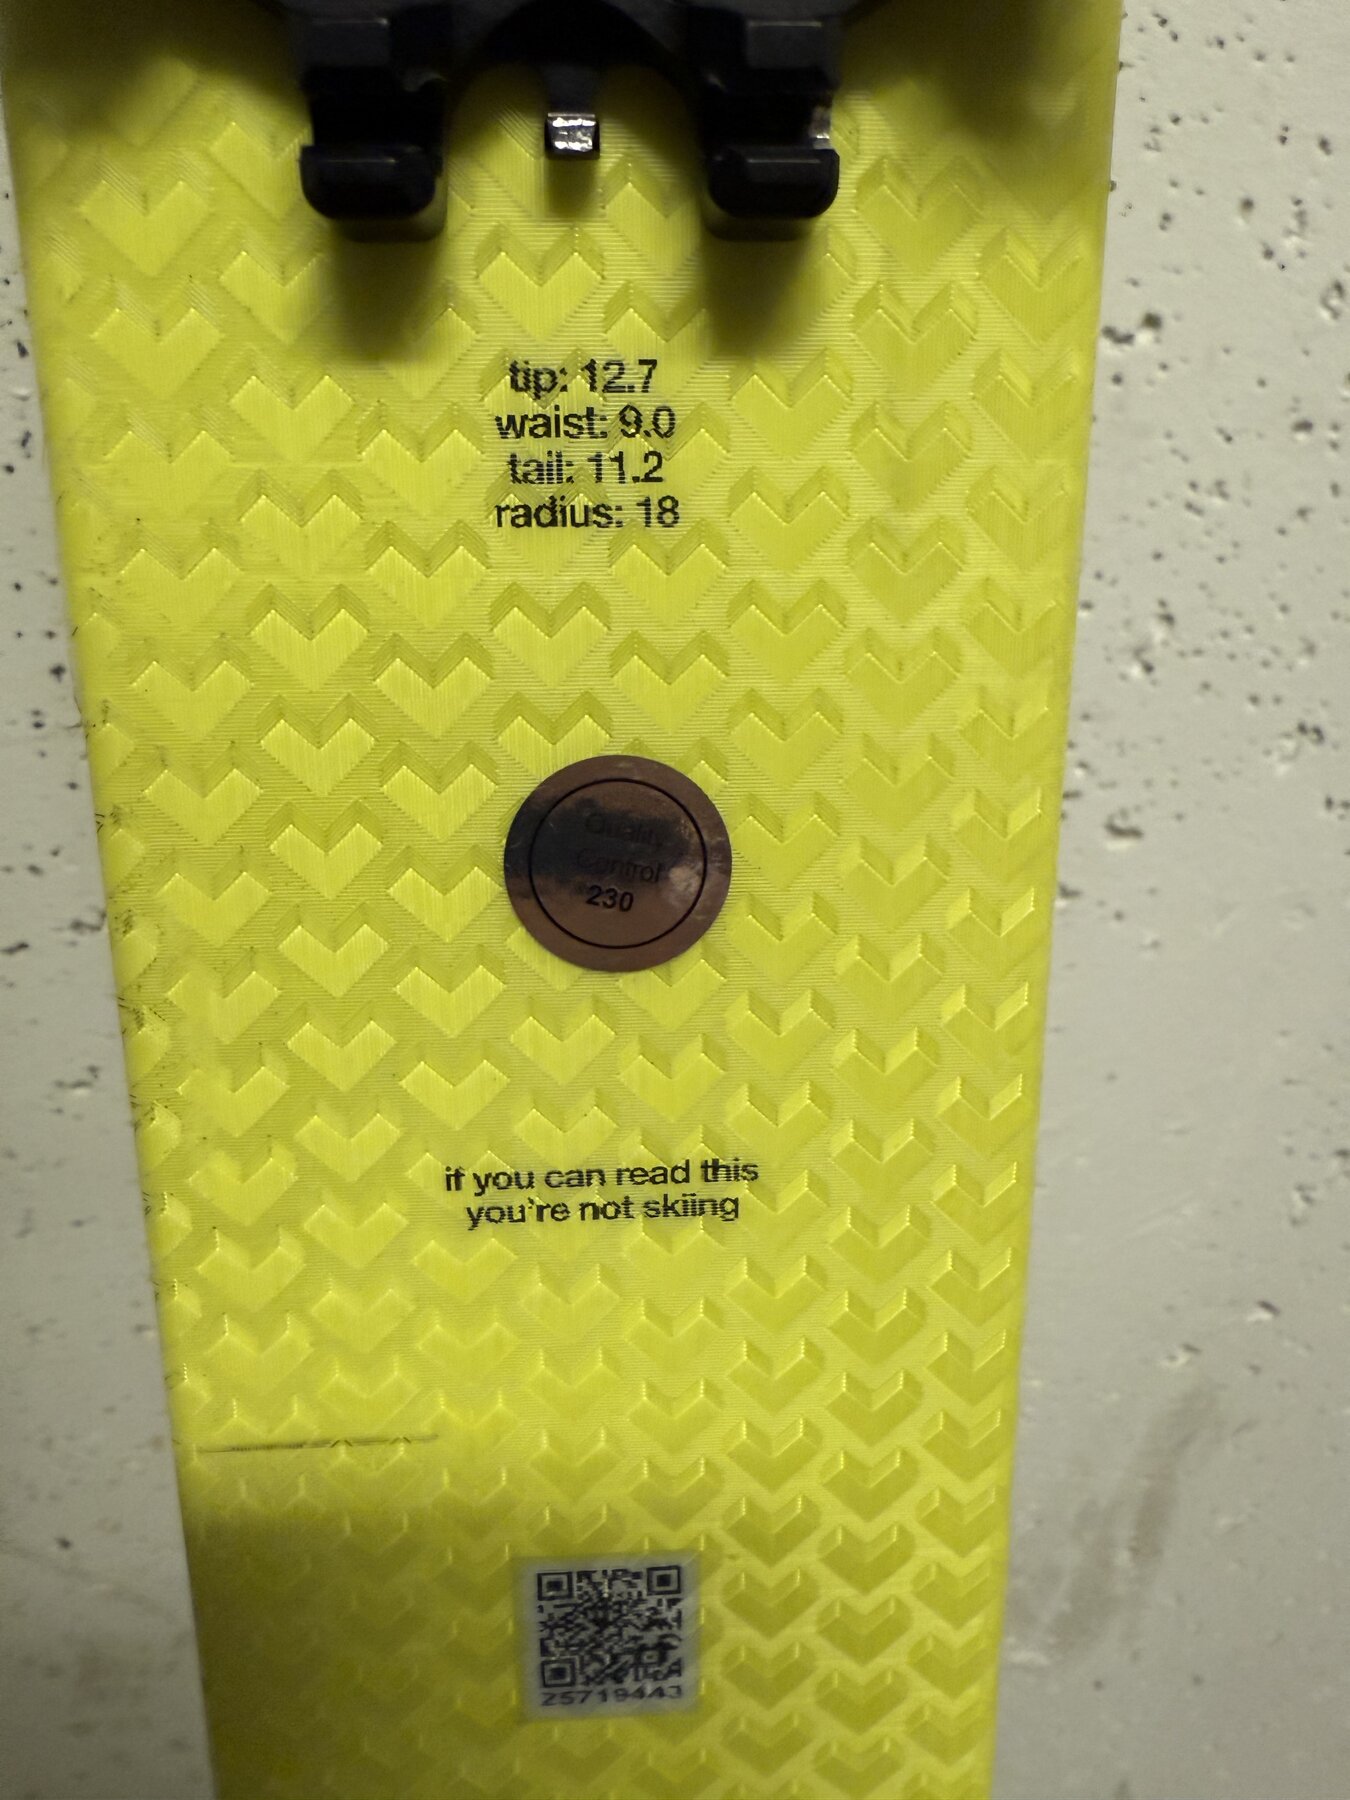 tip: 12.7
waist: 9.0
tail: 11.2
radius: 18
Quality
Control
230
if you can read this
you're not skiing
25719443